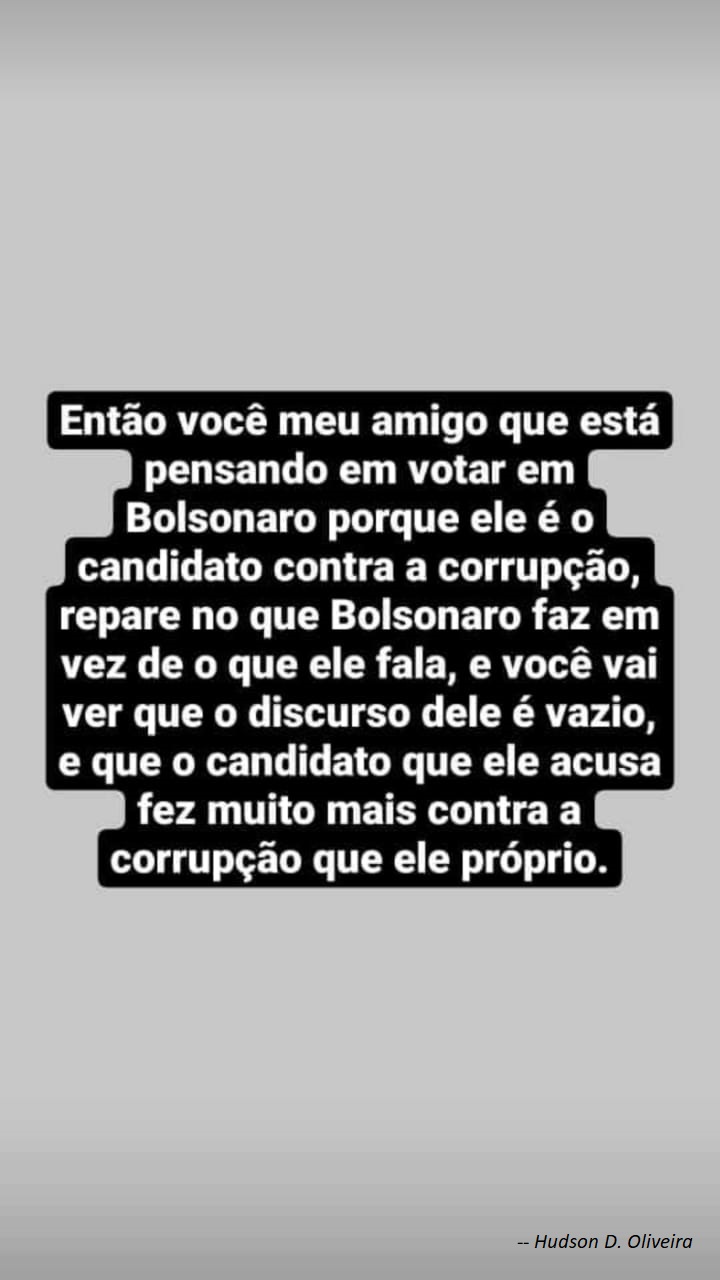 Então você meu amigo que está
pensando em votar em
Bolsonaro porque ele é o
candidato contra a corrupção,
repare no que Bolsonaro faz em
vez de o que ele fala, e você vai
ver que o discurso dele é vazio,
e que o candidato que ele acusa
fez muito mais contra a
corrupção que ele próprio.
-- Hudson D. Oliveira